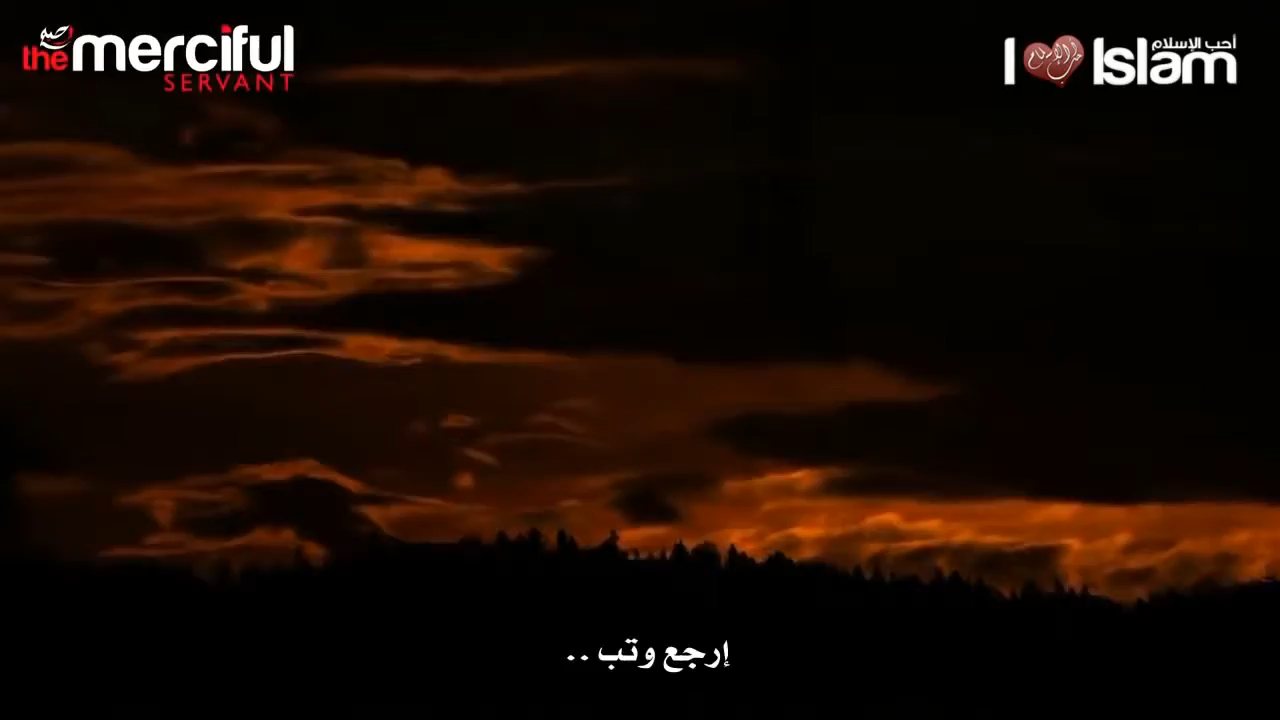 the merciful
SERVANT
I Islam
أحب الإسلام
إرجع وتب ..